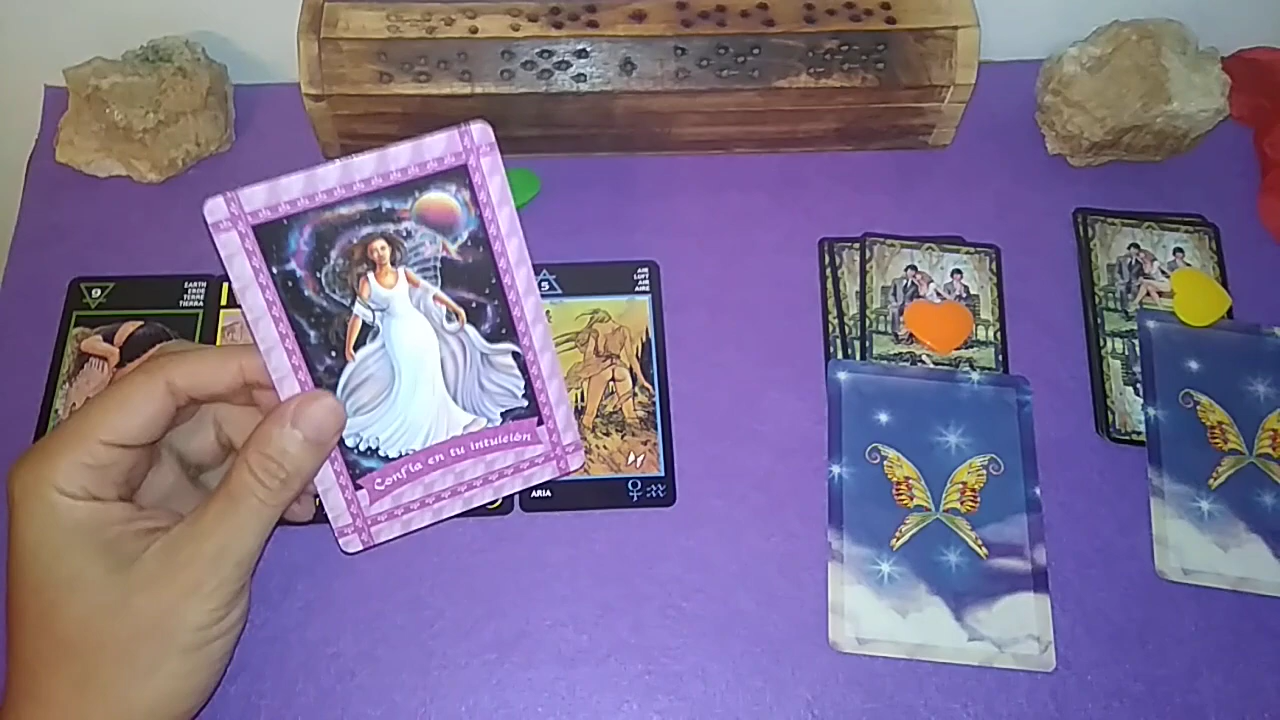 9
EARTH
ERDE
TERRE
TIERRA
5
AIR
LUFT
AIR
AIRE
Confía en tu intuición
ARIA